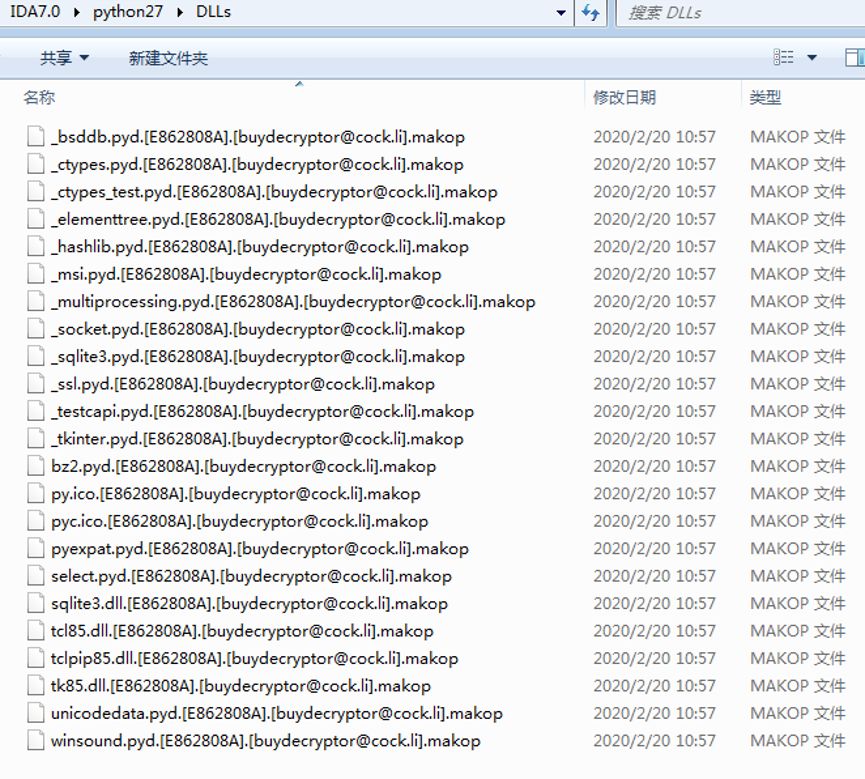 IDA7.0 ▸ python27 ▸ DLLs 搜索 DLLs
共享 新建文件夹
名称 修改日期 类型
_bsddb.pyd.[E862808A].[buydecryptor@cock.li].makop 2020/2/20 10:57 MAKOP 文件
_ctypes.pyd.[E862808A].[buydecryptor@cock.li].makop 2020/2/20 10:57 MAKOP 文件
_ctypes_test.pyd.[E862808A].[buydecryptor@cock.li].makop 2020/2/20 10:57 MAKOP 文件
_elementtree.pyd.[E862808A].[buydecryptor@cock.li].makop 2020/2/20 10:57 MAKOP 文件
_hashlib.pyd.[E862808A].[buydecryptor@cock.li].makop 2020/2/20 10:57 MAKOP 文件
_msi.pyd.[E862808A].[buydecryptor@cock.li].makop 2020/2/20 10:57 MAKOP 文件
_multiprocessing.pyd.[E862808A].[buydecryptor@cock.li].makop 2020/2/20 10:57 MAKOP 文件
_socket.pyd.[E862808A].[buydecryptor@cock.li].makop 2020/2/20 10:57 MAKOP 文件
_sqlite3.pyd.[E862808A].[buydecryptor@cock.li].makop 2020/2/20 10:57 MAKOP 文件
_ssl.pyd.[E862808A].[buydecryptor@cock.li].makop 2020/2/20 10:57 MAKOP 文件
_testcapi.pyd.[E862808A].[buydecryptor@cock.li].makop 2020/2/20 10:57 MAKOP 文件
_tkinter.pyd.[E862808A].[buydecryptor@cock.li].makop 2020/2/20 10:57 MAKOP 文件
bz2.pyd.[E862808A].[buydecryptor@cock.li].makop 2020/2/20 10:57 MAKOP 文件
py.ico.[E862808A].[buydecryptor@cock.li].makop 2020/2/20 10:57 MAKOP 文件
pyc.ico.[E862808A].[buydecryptor@cock.li].makop 2020/2/20 10:57 MAKOP 文件
pyexpat.pyd.[E862808A].[buydecryptor@cock.li].makop 2020/2/20 10:57 MAKOP 文件
select.pyd.[E862808A].[buydecryptor@cock.li].makop 2020/2/20 10:57 MAKOP 文件
sqlite3.dll.[E862808A].[buydecryptor@cock.li].makop 2020/2/20 10:57 MAKOP 文件
tcl85.dll.[E862808A].[buydecryptor@cock.li].makop 2020/2/20 10:57 MAKOP 文件
tclpip85.dll.[E862808A].[buydecryptor@cock.li].makop 2020/2/20 10:57 MAKOP 文件
tk85.dll.[E862808A].[buydecryptor@cock.li].makop 2020/2/20 10:57 MAKOP 文件
unicodedata.pyd.[E862808A].[buydecryptor@cock.li].makop 2020/2/20 10:57 MAKOP 文件
winsound.pyd.[E862808A].[buydecryptor@cock.li].makop 2020/2/20 10:57 MAKOP 文件